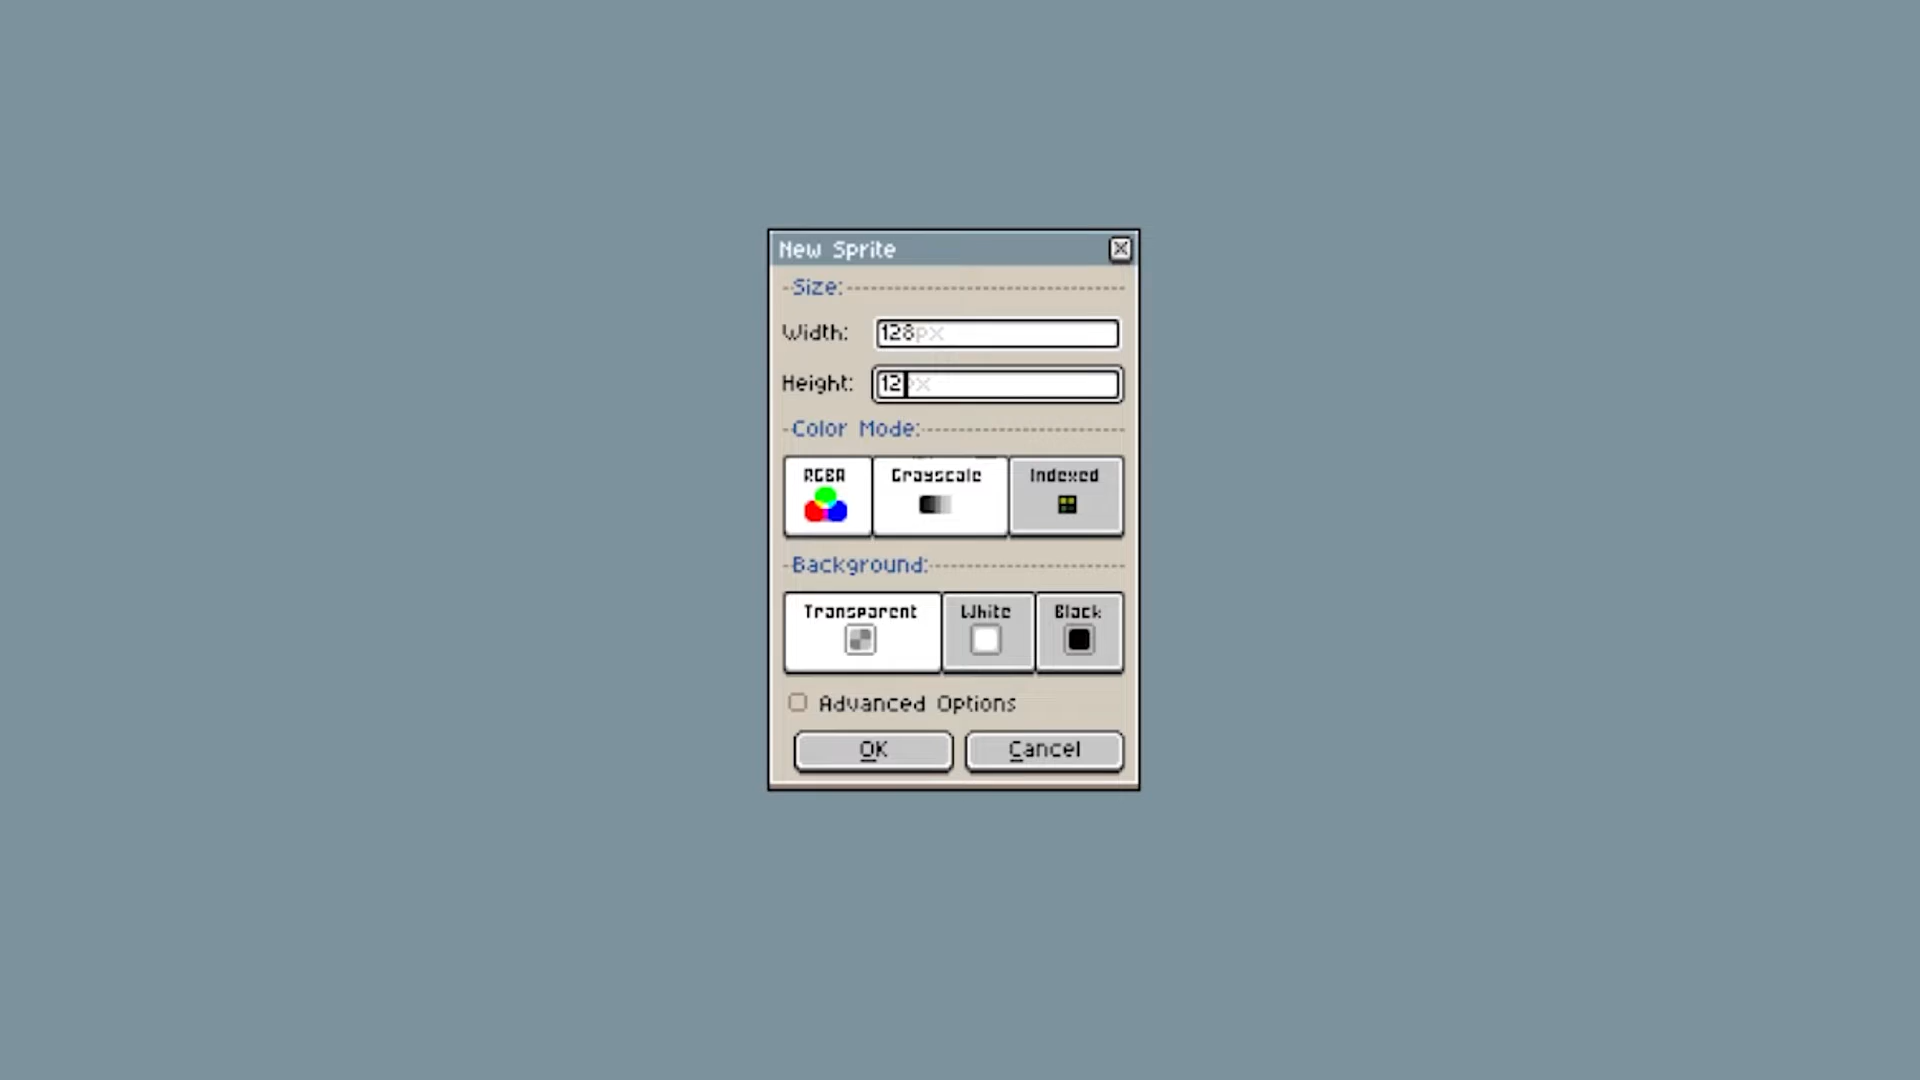 New Sprite
Size:
Width: 128px
Height: 12px
Color Mode:
RGBA Grayscale Indexed
Background:
Transparent White Black
Advanced Options
OK Cancel